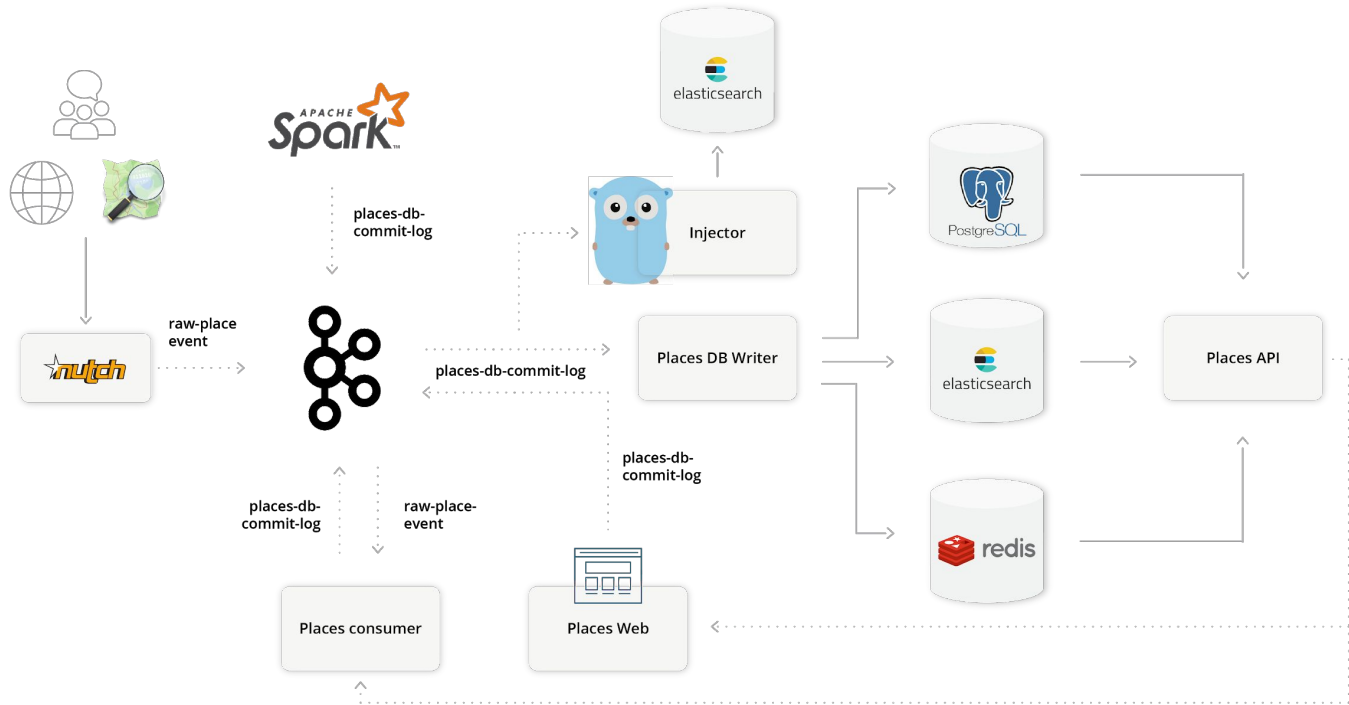 elasticsearch
APACHE
Spark™
places-db-
commit-log
Injector
PostgreSQL
raw-place
event
nutch
places-db-commit-log
Places DB Writer
elasticsearch
Places API
places-db-
commit-log
places-db-
commit-log
raw-place-
event
redis
Places consumer
Places Web